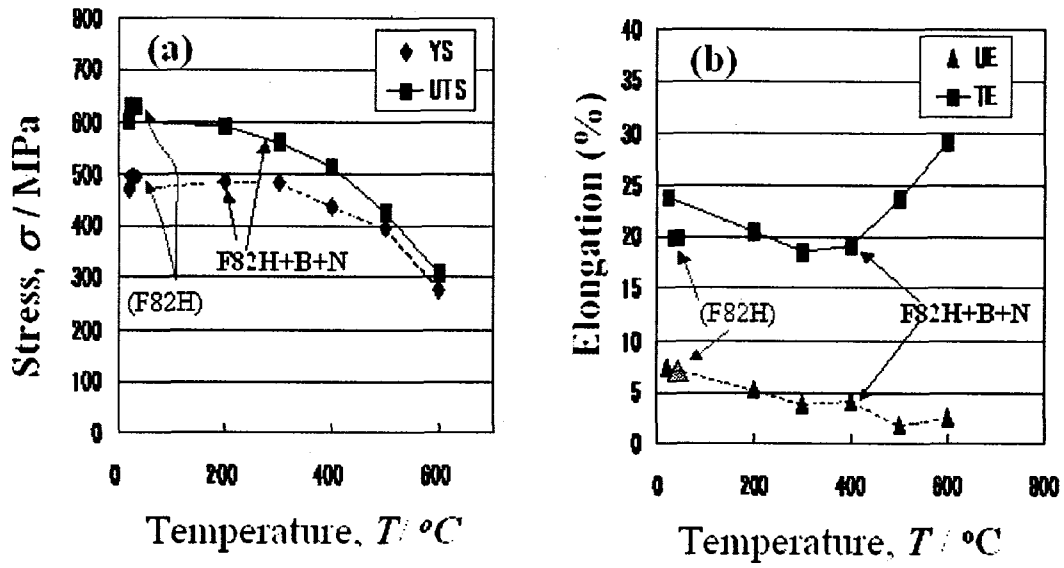 (a)
YS
UTS
800
700
600
500
400
300
200
100
0
Stress, σ / MPa
F82H+B+N
(F82H)
0
200
400
600
Temperature, T / °C
(b)
UE
TE
40
35
30
25
20
15
10
5
0
Elongation (%)
(F82H)
F82H+B+N
0
200
400
600
800
Temperature, T / °C